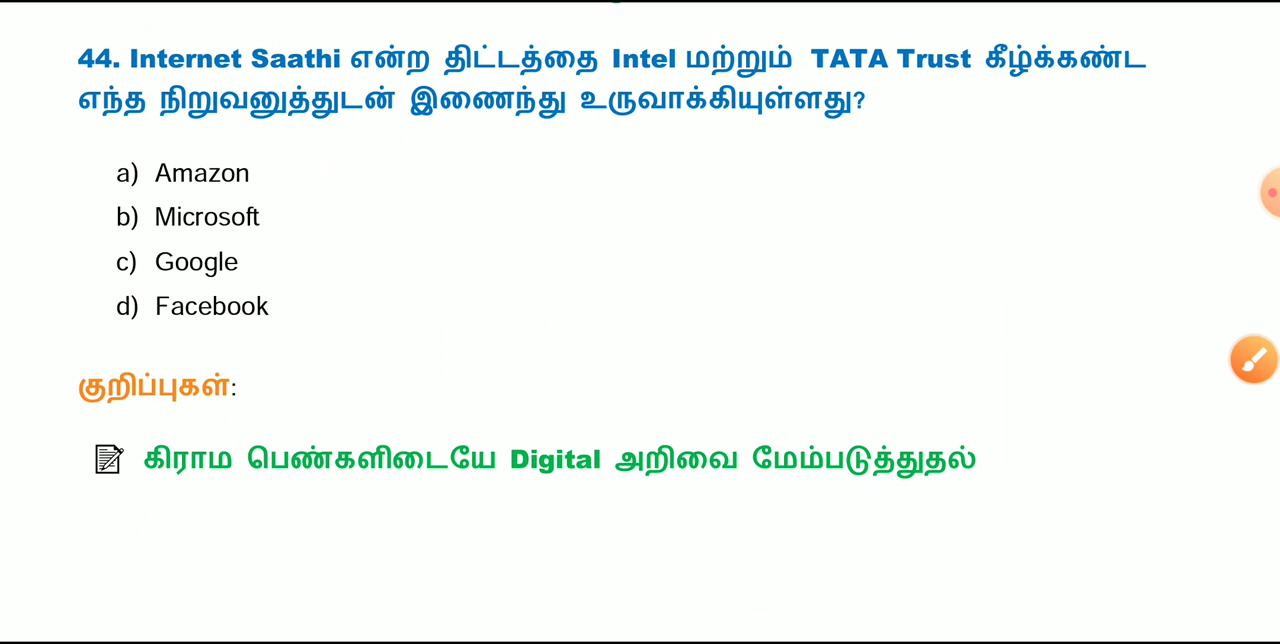 44. Internet Saathi என்ற திட்டத்தை Intel மற்றும் TATA Trust கீழ்க்கண்ட
எந்த நிறுவனுத்துடன் இணைந்து உருவாக்கியுள்ளது?
a) Amazon
b) Microsoft
c) Google
d) Facebook
குறிப்புகள்:
கிராம பெண்களிடையே Digital அறிவை மேம்படுத்துதல்